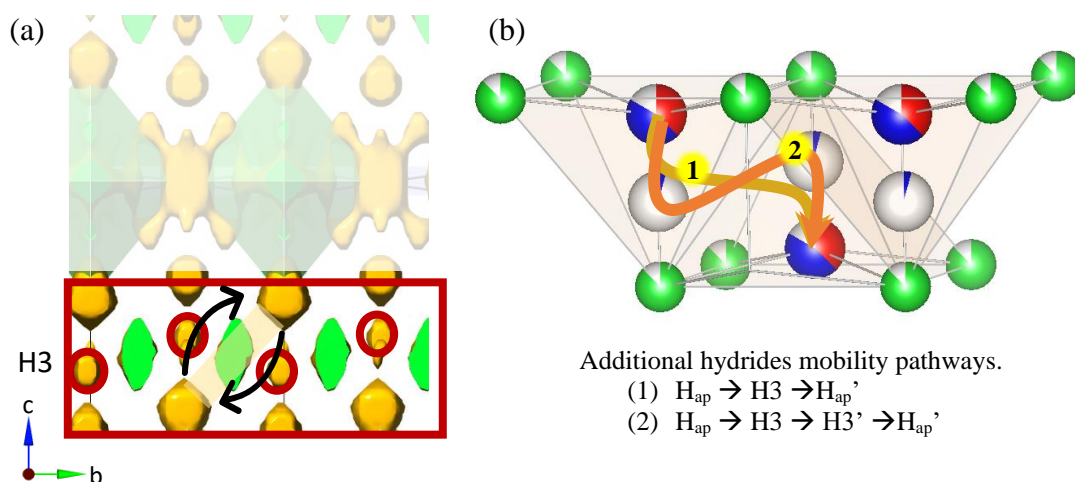 (a)
(b)
1
2
H3
c
b
Additional hydrides mobility pathways.
(1) Hap → H3 →Hap’
(2) Hap → H3 → H3’ →Hap’